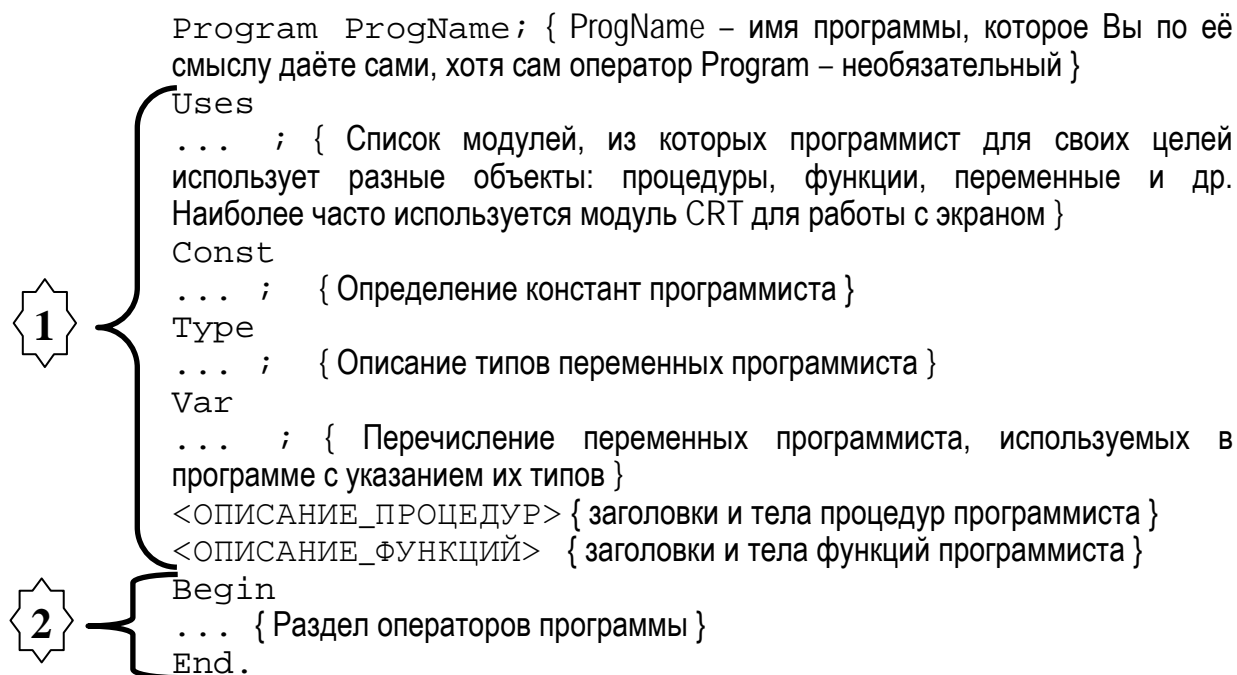 Program ProgName; { ProgName – имя программы, которое Вы по её
смыслу даёте сами, хотя сам оператор Program – необязательный }
Uses
... ; { Список модулей, из которых программист для своих целей
использует разные объекты: процедуры, функции, переменные и др.
Наиболее часто используется модуль CRT для работы с экраном }
Const
... ; { Определение констант программиста }
1
Type
... ; { Описание типов переменных программиста }
Var
... ; { Перечисление переменных программиста, используемых в
программе с указанием их типов }
<ОПИСАНИЕ_ПРОЦЕДУР> { заголовки и тела процедур программиста }
<ОПИСАНИЕ_ФУНКЦИЙ> { заголовки и тела функций программиста }
Begin
2
... { Раздел операторов программы }
End.